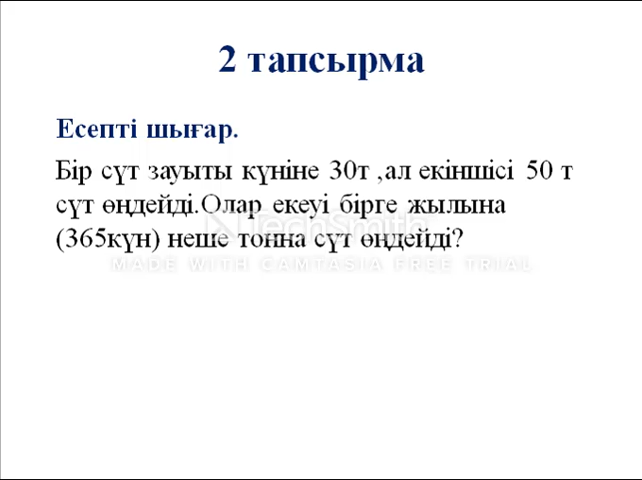 2 тапсырма
Есепті шығар.
Бір сүт зауыты күніне 30т ,ал екіншісі 50 т
сүт өңдейді.Олар екеуі бірге жылына
TechSmith
(365күн) неше тонна сүт өңдейді?
MADE WITH CAMTASIA FREE TRIAL